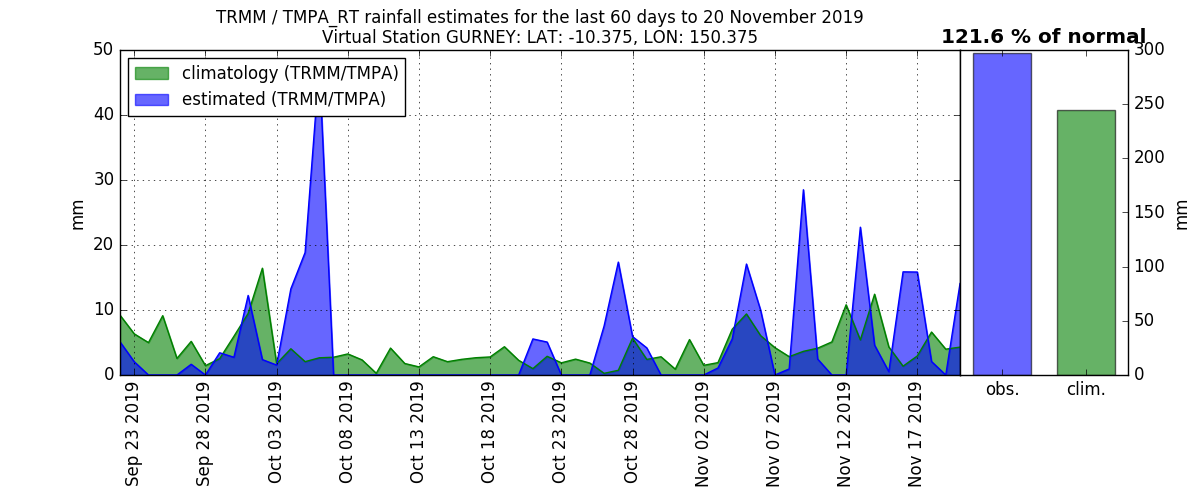 TRMM / TMPA_RT rainfall estimates for the last 60 days to 20 November 2019
Virtual Station GURNEY: LAT: -10.375, LON: 150.375
121.6 % of normal
climatology (TRMM/TMPA)
estimated (TRMM/TMPA)
50
40
30
20
10
0
mm
Sep 23 2019
Sep 28 2019
Oct 03 2019
Oct 08 2019
Oct 13 2019
Oct 18 2019
Oct 23 2019
Oct 28 2019
Nov 02 2019
Nov 07 2019
Nov 12 2019
Nov 17 2019
obs.
clim.
300
250
200
150
100
50
0
mm